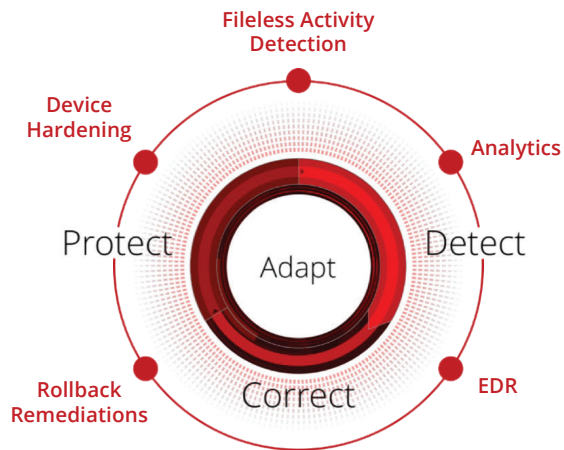 Fileless Activity
Detection
Device
Hardening
Analytics
Protect
Detect
Adapt
Rollback
Remediations
Correct
EDR